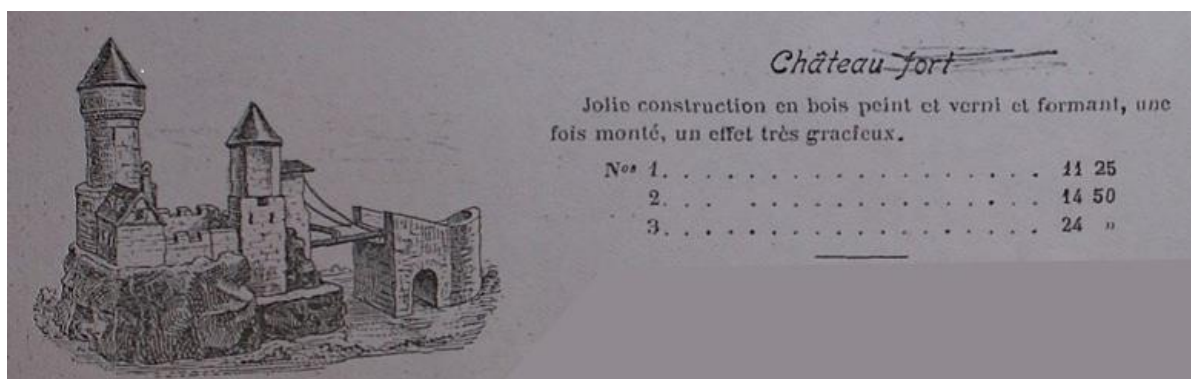 Château fort
Jolie construction en bois peint et verni et formant, une
fois monté, un effet très gracieux.
Nos 1. . . . . . . . . . . . . . . . . . 11 25
2. . . . . . . . . . . . . . . . . 14 50
3. . . . . . . . . . . . . . . . . . 24 »